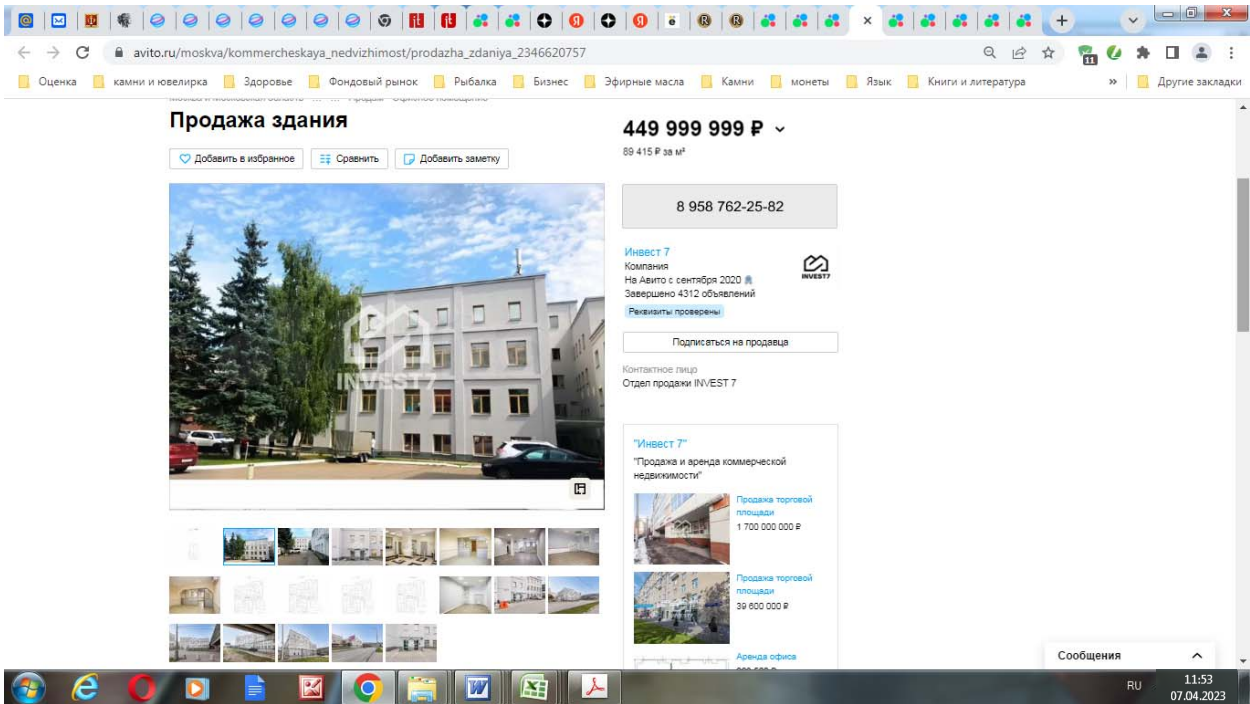 avito.ru/moskva/kommercheskaya_nedvizhimost/prodazha_zdaniya_2346620757
11
Оценка камни и ювелирка Здоровье Фондовый рынок Рыбалка Бизнес Эфирные масла Камни монеты Язык Книги и литература » Другие закладки
Продажа здания
Добавить в избранное Сравнить Добавить заметку
INVEST7
449 999 999 ₽
89 415 ₽ за м²
8 958 762-25-82
Инвест 7
Компания
На Авито с сентября 2020
Завершено 4312 объявлений
Реквизиты проверены
INVEST7
Подписаться на продавца
Контактное лицо
Отдел продажи INVEST 7
"Инвест 7"
"Продажа и аренда коммерческой
недвижимости"
Продажа торговой
площади
1 700 000 000 ₽
Продажа торговой
площади
39 600 000 ₽
Аренда офиса
Сообщения
RU
11:53
07.04.2023